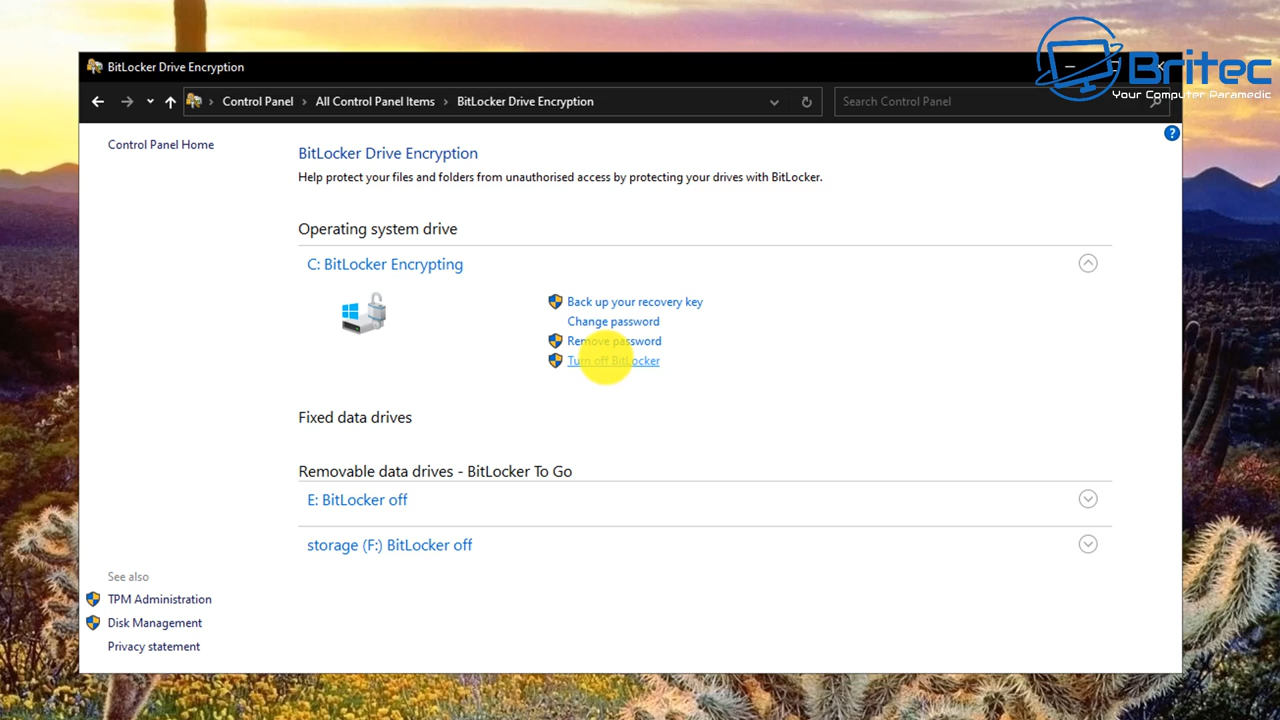 BitLocker Drive Encryption
Britec
Your Computer Paramedic
Control Panel › All Control Panel Items › BitLocker Drive Encryption
Search Control Panel
?
Control Panel Home
BitLocker Drive Encryption
Help protect your files and folders from unauthorised access by protecting your drives with BitLocker.
Operating system drive
C: BitLocker Encrypting
Back up your recovery key
Change password
Remove password
Turn off BitLocker
Fixed data drives
Removable data drives - BitLocker To Go
E: BitLocker off
storage (F:) BitLocker off
See also
TPM Administration
Disk Management
Privacy statement